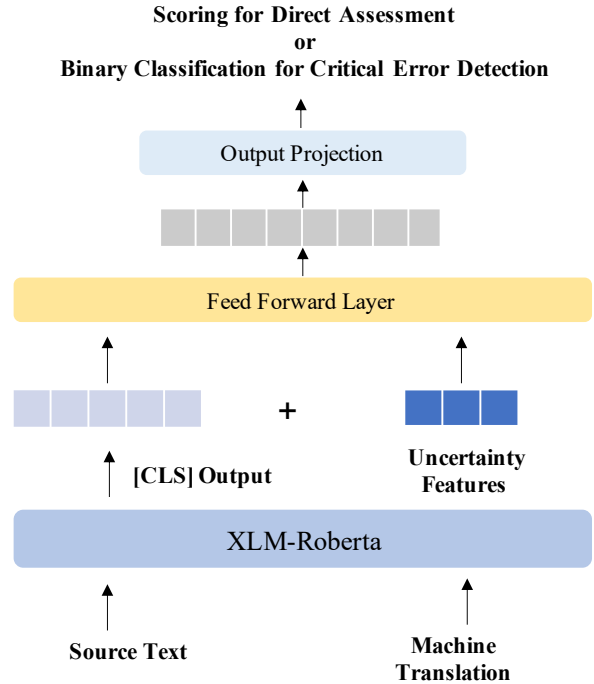 Scoring for Direct Assessment
or
Binary Classification for Critical Error Detection
Output Projection
Feed Forward Layer
+
[CLS] Output
Uncertainty
Features
XLM-Roberta
Source Text
Machine
Translation